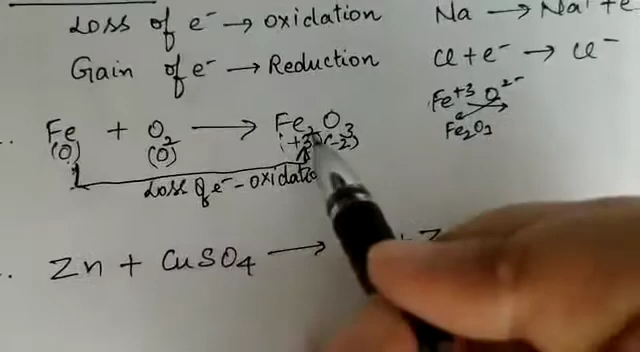 Loss of e⁻ → oxidation
Na → Na⁺ + e
Gain of e⁻ → Reduction
Cl + e⁻ → Cl⁻
Fe⁺³ O²⁻
Fe₂O₃
.. Fe + O₂ → Fe₂O₃
(0) (0) (+3) (-2)
Loss of e⁻ - oxidatio
.. Zn + CuSO₄ →